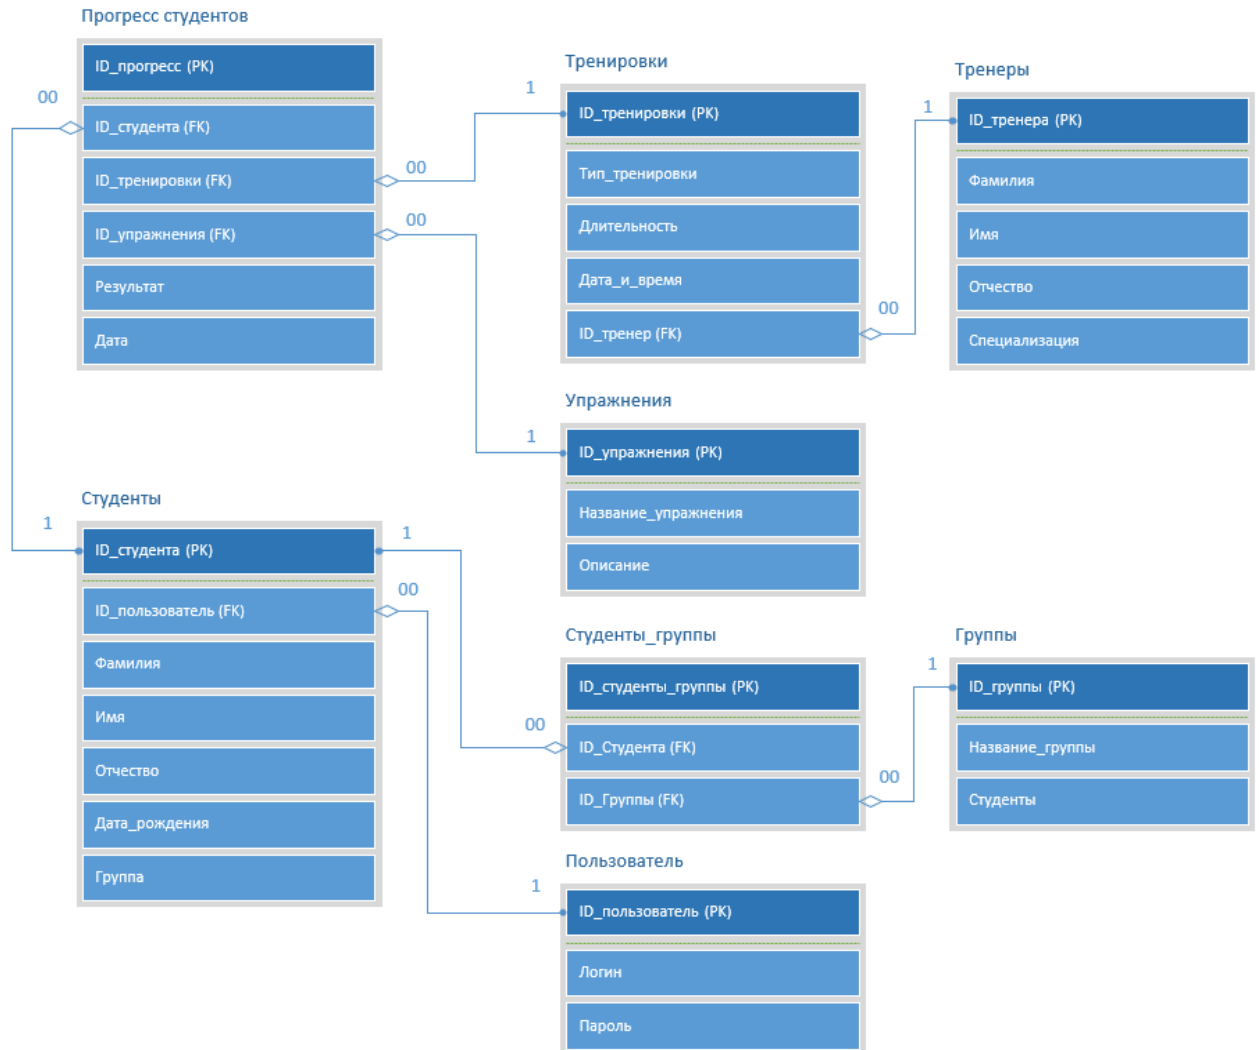 Прогресс студентов
ID_прогресс (PK)
00
ID_студента (FK)
ID_тренировки (FK)
00
ID_упражнения (FK)
00
Результат
Дата
Тренировки
1
ID_тренировки (PK)
Тип_тренировки
Длительность
Дата_и_время
ID_тренер (FK)
00
Тренеры
1
ID_тренера (PK)
Фамилия
Имя
Отчество
Специализация
Упражнения
1
ID_упражнения (PK)
Название_упражнения
Описание
Студенты
1
ID_студента (PK)
1
ID_пользователь (FK)
00
Фамилия
Имя
Отчество
Дата_рождения
Группа
Студенты_группы
ID_студенты_группы (PK)
00
ID_Студента (FK)
ID_Группы (FK)
00
Группы
1
ID_группы (PK)
Название_группы
Студенты
Пользователь
1
ID_пользователь (PK)
Логин
Пароль